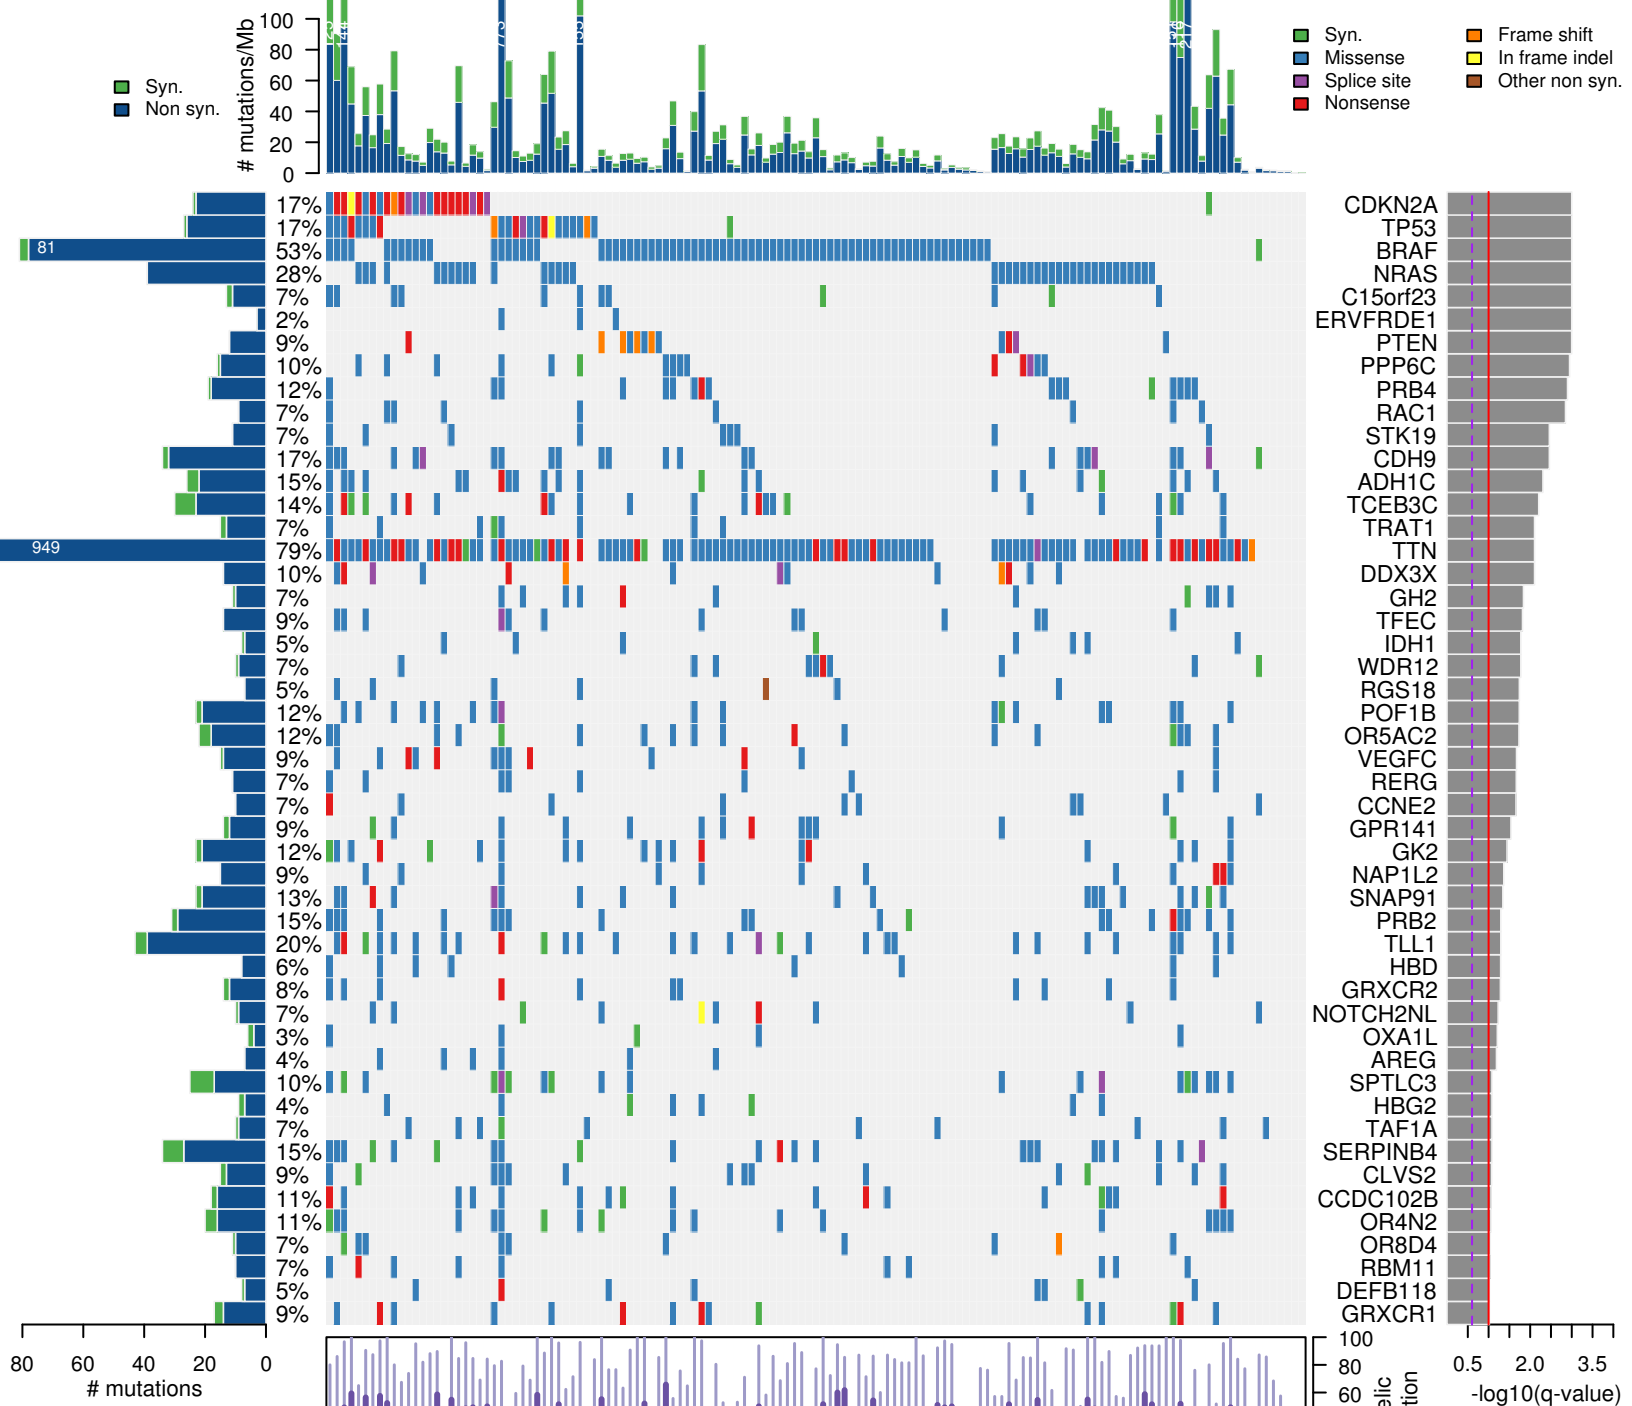 # mutations/Mb
100
80
60
40
20
0
Syn.
Non syn.
Syn.
Missense
Splice site
Nonsense
Frame shift
In frame indel
Other non syn.
17% CDKN2A
17% TP53
81 53% BRAF
28% NRAS
7% C15orf23
2% ERVFRDE1
9% PTEN
10% PPP6C
12% PRB4
7% RAC1
7% STK19
17% CDH9
15% ADH1C
14% TCEB3C
7% TRAT1
949 79% TTN
10% DDX3X
7% GH2
9% TFEC
5% IDH1
7% WDR12
5% RGS18
12% POF1B
12% OR5AC2
9% VEGFC
7% RERG
7% CCNE2
9% GPR141
12% GK2
9% NAP1L2
13% SNAP91
15% PRB2
20% TLL1
6% HBD
8% GRXCR2
7% NOTCH2NL
3% OXA1L
4% AREG
10% SPTLC3
4% HBG2
7% TAF1A
15% SERPINB4
9% CLVS2
11% CCDC102B
11% OR4N2
7% OR8D4
7% RBM11
5% DEFB118
9% GRXCR1
80 60 40 20 0
# mutations
100
80
60
elic
tion
0.5 2.0 3.5
-log10(q-value)